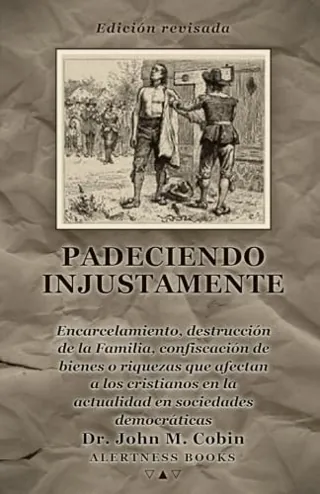 Edición revisada
PADECIENDO
INJUSTAMENTE
Encarcelamiento, destrucción
de la Familia, confiscación de
bienes o riquezas que afectan
a los cristianos en la
actualidad en sociedades
democráticas
Dr. John M. Cobin
ALERTNESS BOOKS